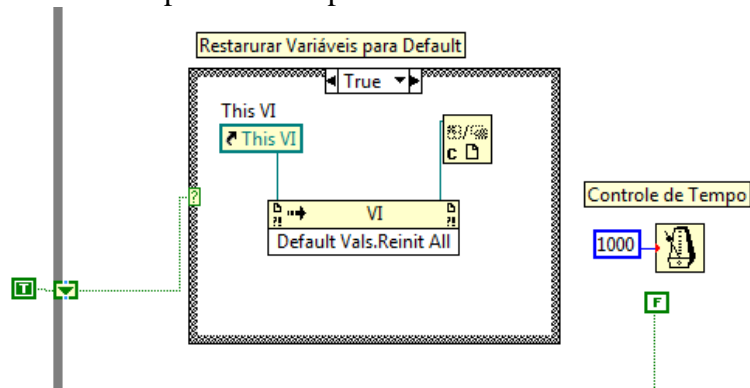 Restarurar Variáveis para Default
True
This VI
This VI
VI
Default Vals.Reinit All
Controle de Tempo
1000
T
F
?
C
?!
?!